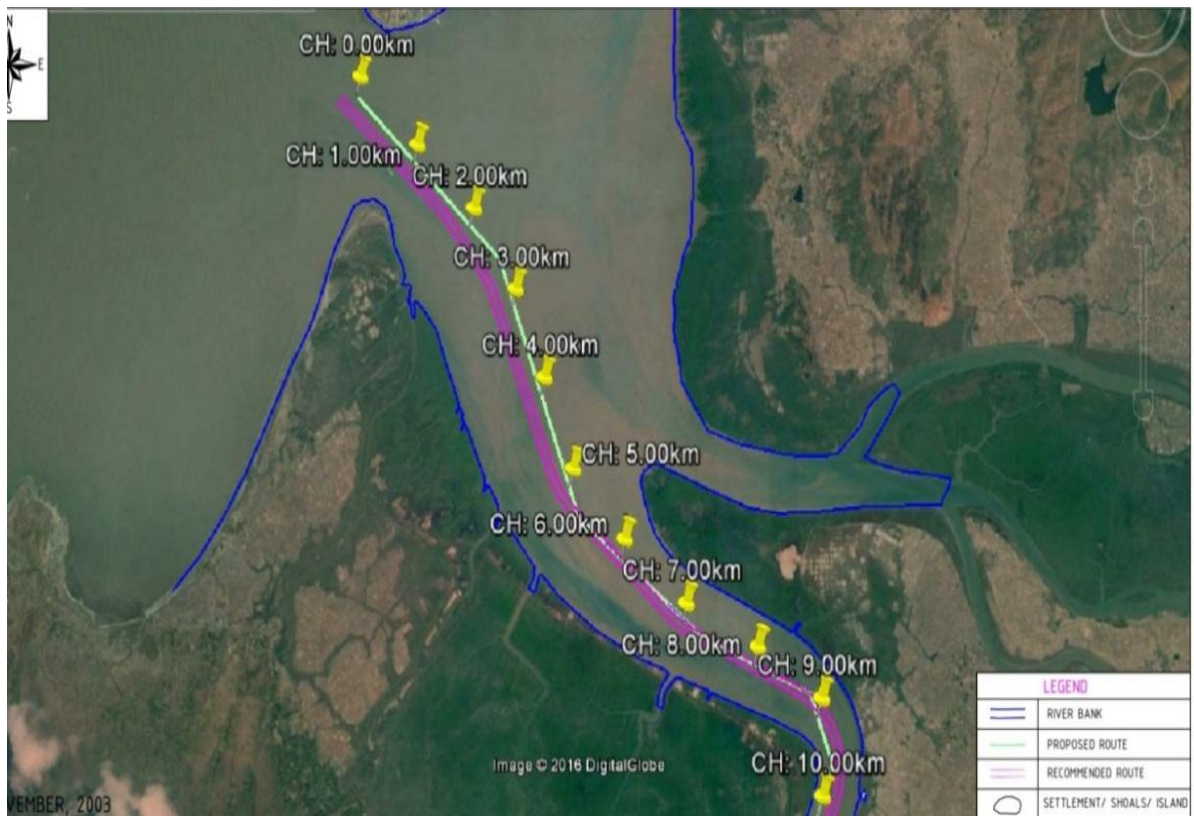 N
E
S
CH: 0.00km
CH: 1.00km
CH: 2.00km
CH: 3.00km
CH: 4.00km
CH: 5.00km
CH: 6.00km
CH: 7.00km
CH: 8.00km
CH: 9.00km
CH: 10.00km
Image © 2016 DigitalGlobe
VEMBER, 2003
LEGEND
RIVER BANK
PROPOSED ROUTE
RECOMMENDED ROUTE
SETTLEMENT/ SHOALS/ ISLAND